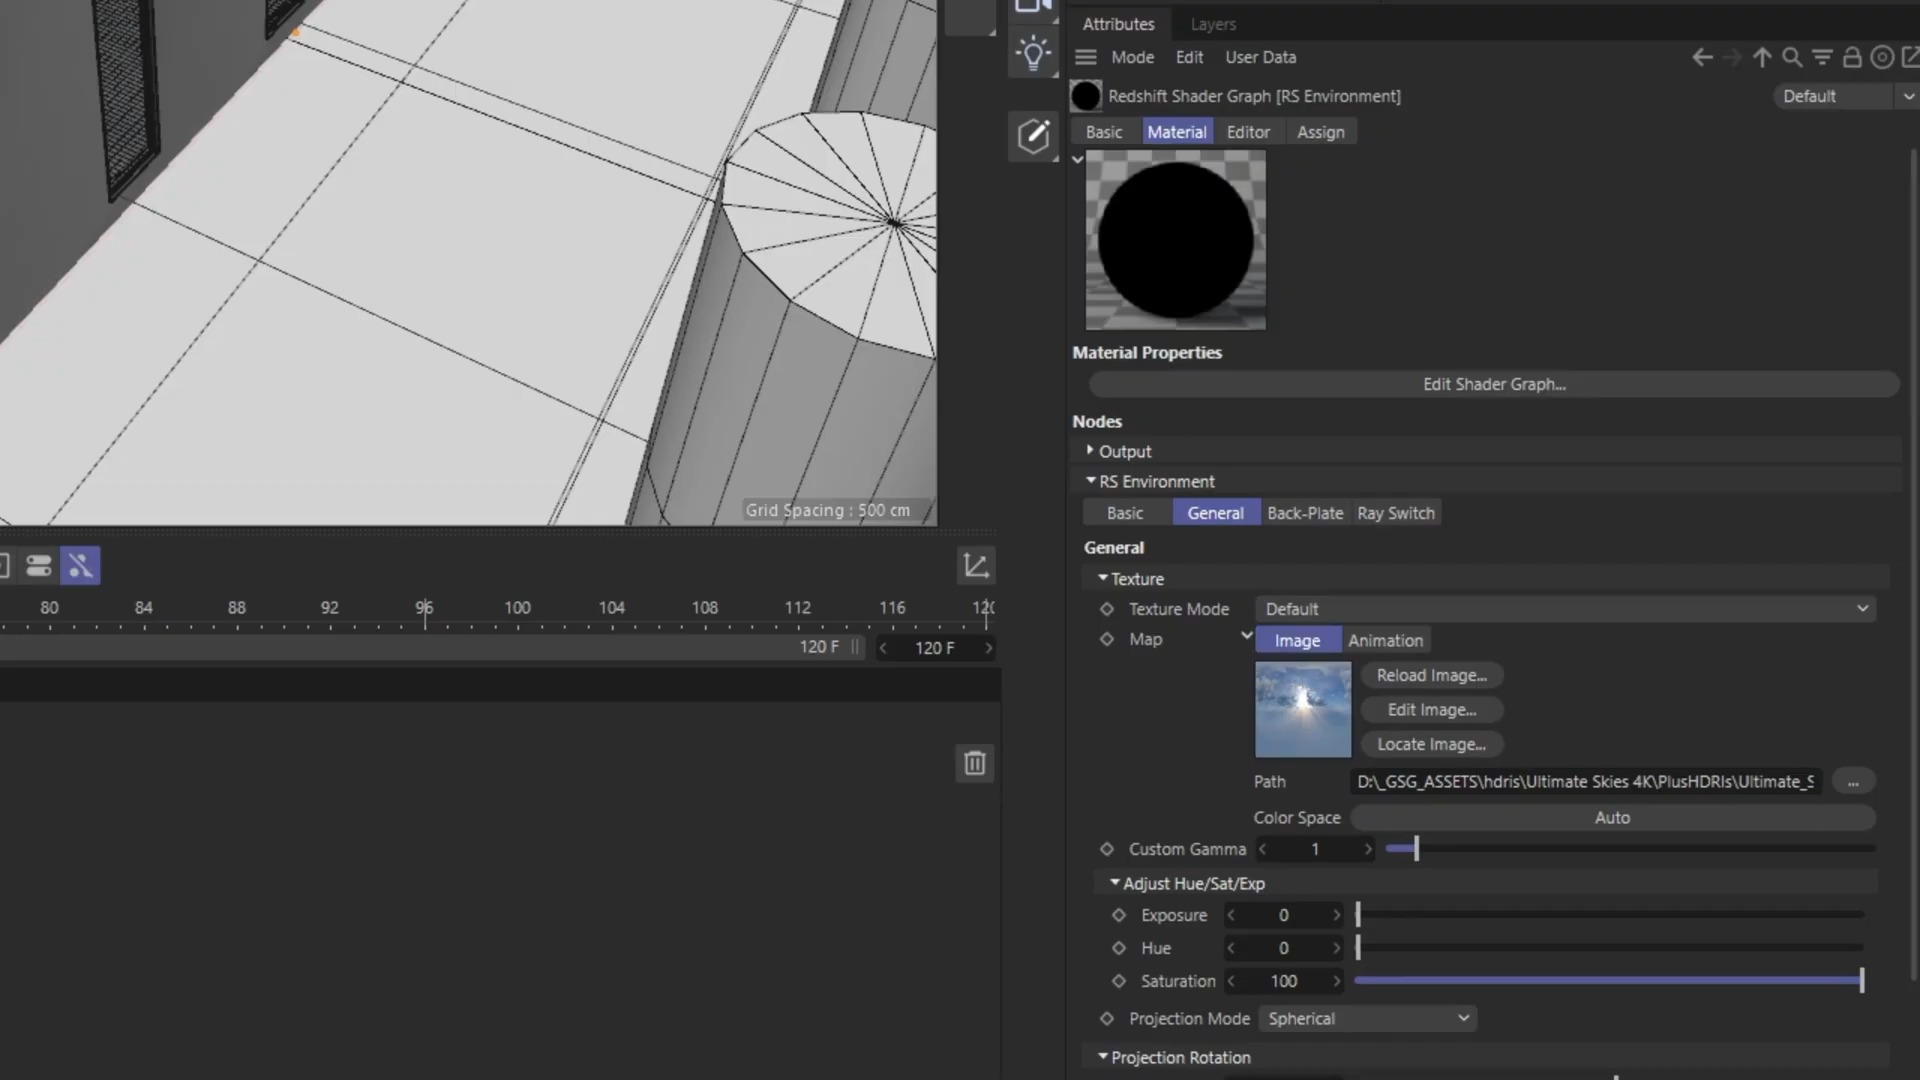 Attributes
Layers
Mode
Edit
User Data
Redshift Shader Graph [RS Environment]
Default
Basic
Material
Editor
Assign
Material Properties
Edit Shader Graph...
Nodes
Output
RS Environment
Basic
General
Back-Plate
Ray Switch
General
Texture
Texture Mode
Default
Map
Image
Animation
Reload Image...
Edit Image...
Locate Image...
Path
D:\_GSG_ASSETS\hdris\Ultimate Skies 4K\PlusHDRIs\Ultimate_S
...
Color Space
Auto
Custom Gamma
1
Adjust Hue/Sat/Exp
Exposure
0
Hue
0
Saturation
100
Projection Mode
Spherical
Projection Rotation
Grid Spacing : 500 cm
80 84 88 92 96 100 104 108 112 116 120
120 F
120 F